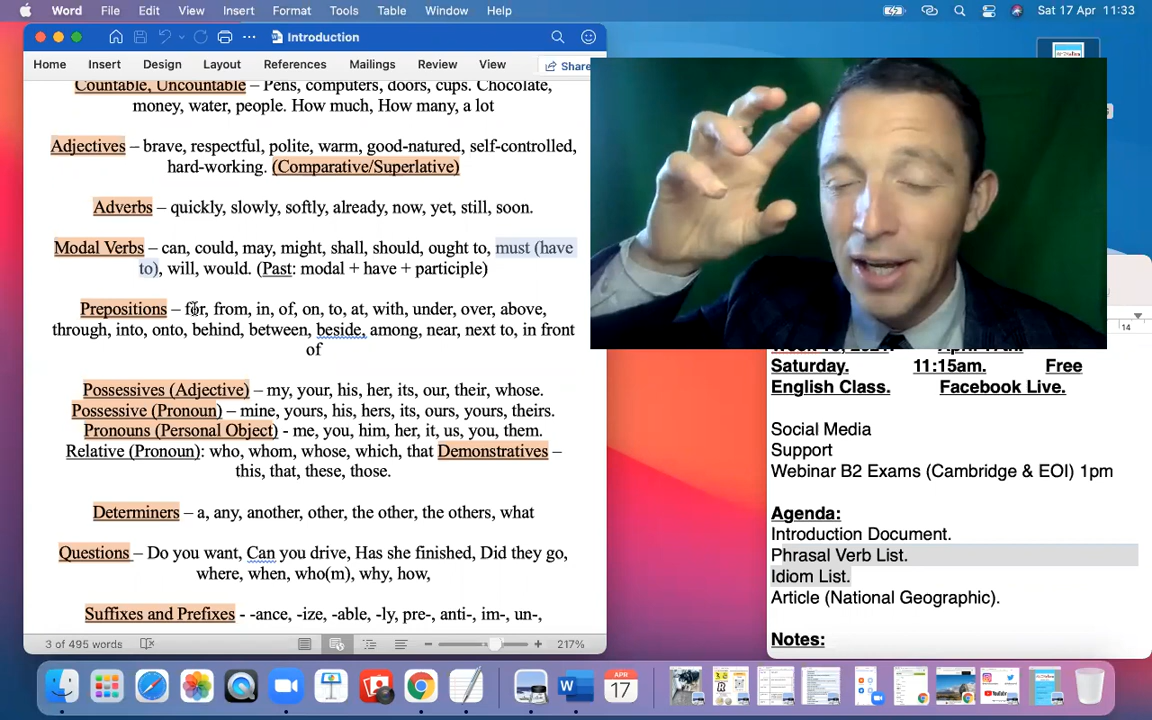 Word File Edit View Insert Format Tools Table Window Help Sat 17 Apr 11:33
Introduction
Home Insert Design Layout References Mailings Review View Share
Countable, Uncountable – Pens, computers, doors, cups. Chocolate,
money, water, people. How much, How many, a lot
Adjectives – brave, respectful, polite, warm, good-natured, self-controlled,
hard-working. (Comparative/Superlative)
Adverbs – quickly, slowly, softly, already, now, yet, still, soon.
Modal Verbs – can, could, may, might, shall, should, ought to, must (have
to), will, would. (Past: modal + have + participle)
Prepositions – for, from, in, of, on, to, at, with, under, over, above,
through, into, onto, behind, between, beside, among, near, next to, in front
of
Possessives (Adjective) – my, your, his, her, its, our, their, whose.
Possessive (Pronoun) – mine, yours, his, hers, its, ours, yours, theirs.
Pronouns (Personal Object) - me, you, him, her, it, us, you, them.
Relative (Pronoun): who, whom, whose, which, that Demonstratives –
this, that, these, those.
Determiners – a, any, another, other, the other, the others, what
Questions – Do you want, Can you drive, Has she finished, Did they go,
where, when, who(m), why, how,
Suffixes and Prefixes - -ance, -ize, -able, -ly, pre-, anti-, im-, un-,
3 of 495 words 217%
14
Saturday. 11:15am. Free
English Class. Facebook Live.
Social Media
Support
Webinar B2 Exams (Cambridge & EOI) 1pm
Agenda:
Introduction Document.
Phrasal Verb List.
Idiom List.
Article (National Geographic).
Notes:
APR
17